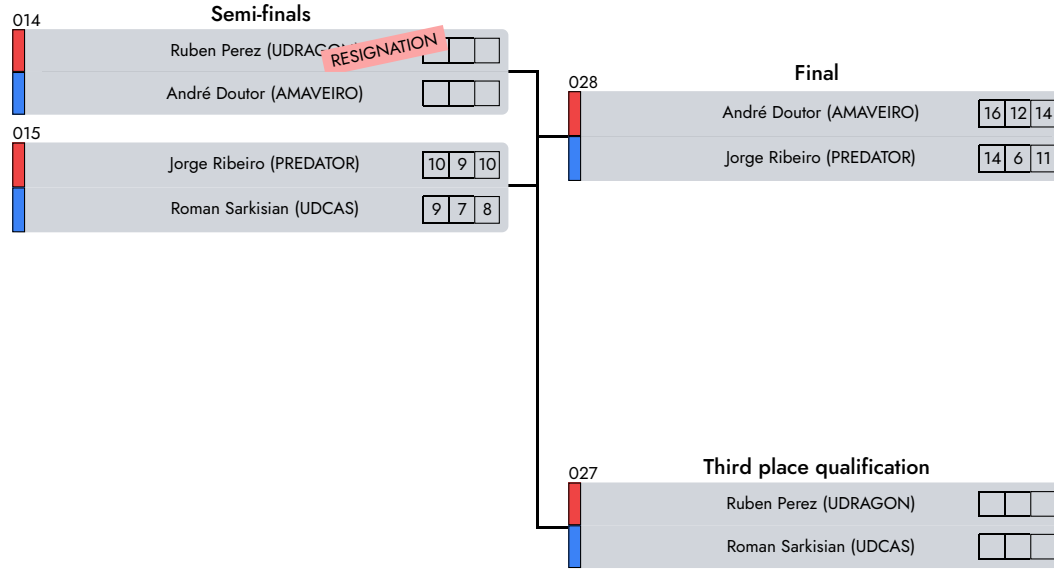 Semi-finals
014
Ruben Perez (UDRAGON)
RESIGNATION
André Doutor (AMAVEIRO)
015
Jorge Ribeiro (PREDATOR) 10 9 10
Roman Sarkisian (UDCAS) 9 7 8
Final
028
André Doutor (AMAVEIRO) 16 12 14
Jorge Ribeiro (PREDATOR) 14 6 11
Third place qualification
027
Ruben Perez (UDRAGON)
Roman Sarkisian (UDCAS)